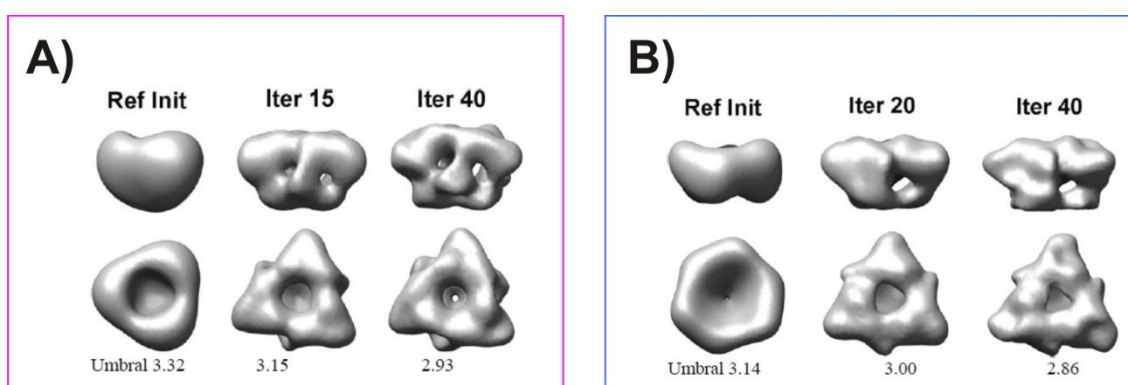 A)
Ref Init Iter 15 Iter 40
Umbral 3.32 3.15 2.93
B)
Ref Init Iter 20 Iter 40
Umbral 3.14 3.00 2.86